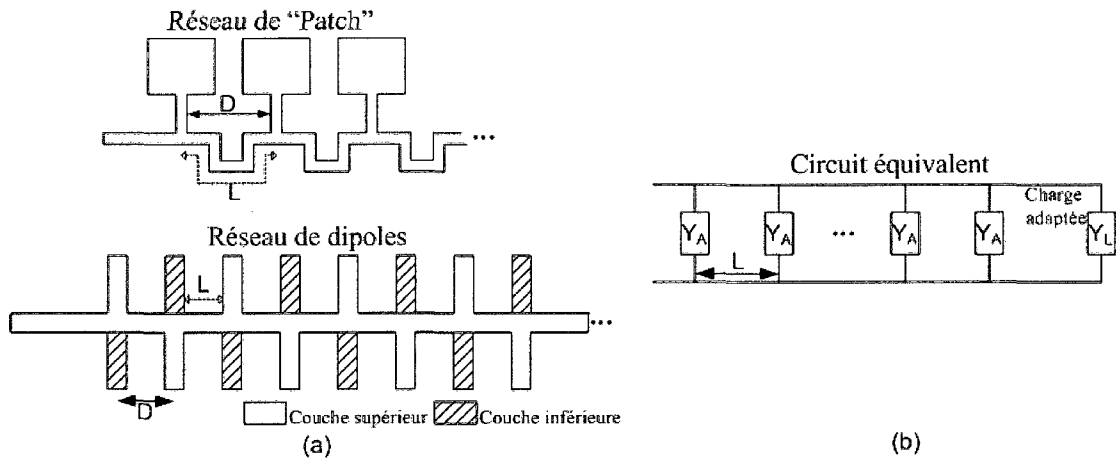 Réseau de “Patch”
D
...
L
Réseau de dipoles
L
...
D
Couche supérieur
Couche inférieure
(a)
Circuit équivalent
Charge
adaptée
Y_A Y_A ... Y_A Y_A Y_L
L
(b)